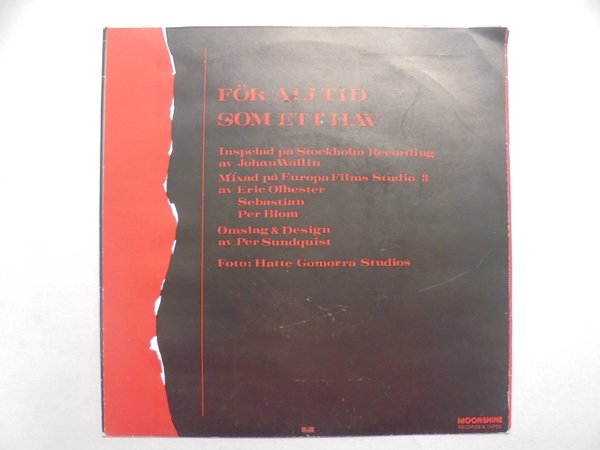 FÖR ALLTID
SOM ETT HAV
Inspelad på Stockholm Recording
av Johan Wallin
Mixad på Europa Films Studio 3
av Eric Olhester
Sebastian
Per Blom
Omslag & Design
av Per Sundquist
Foto: Hatte Gomorra Studios
MOONSHINE
RECORDS & TAPES